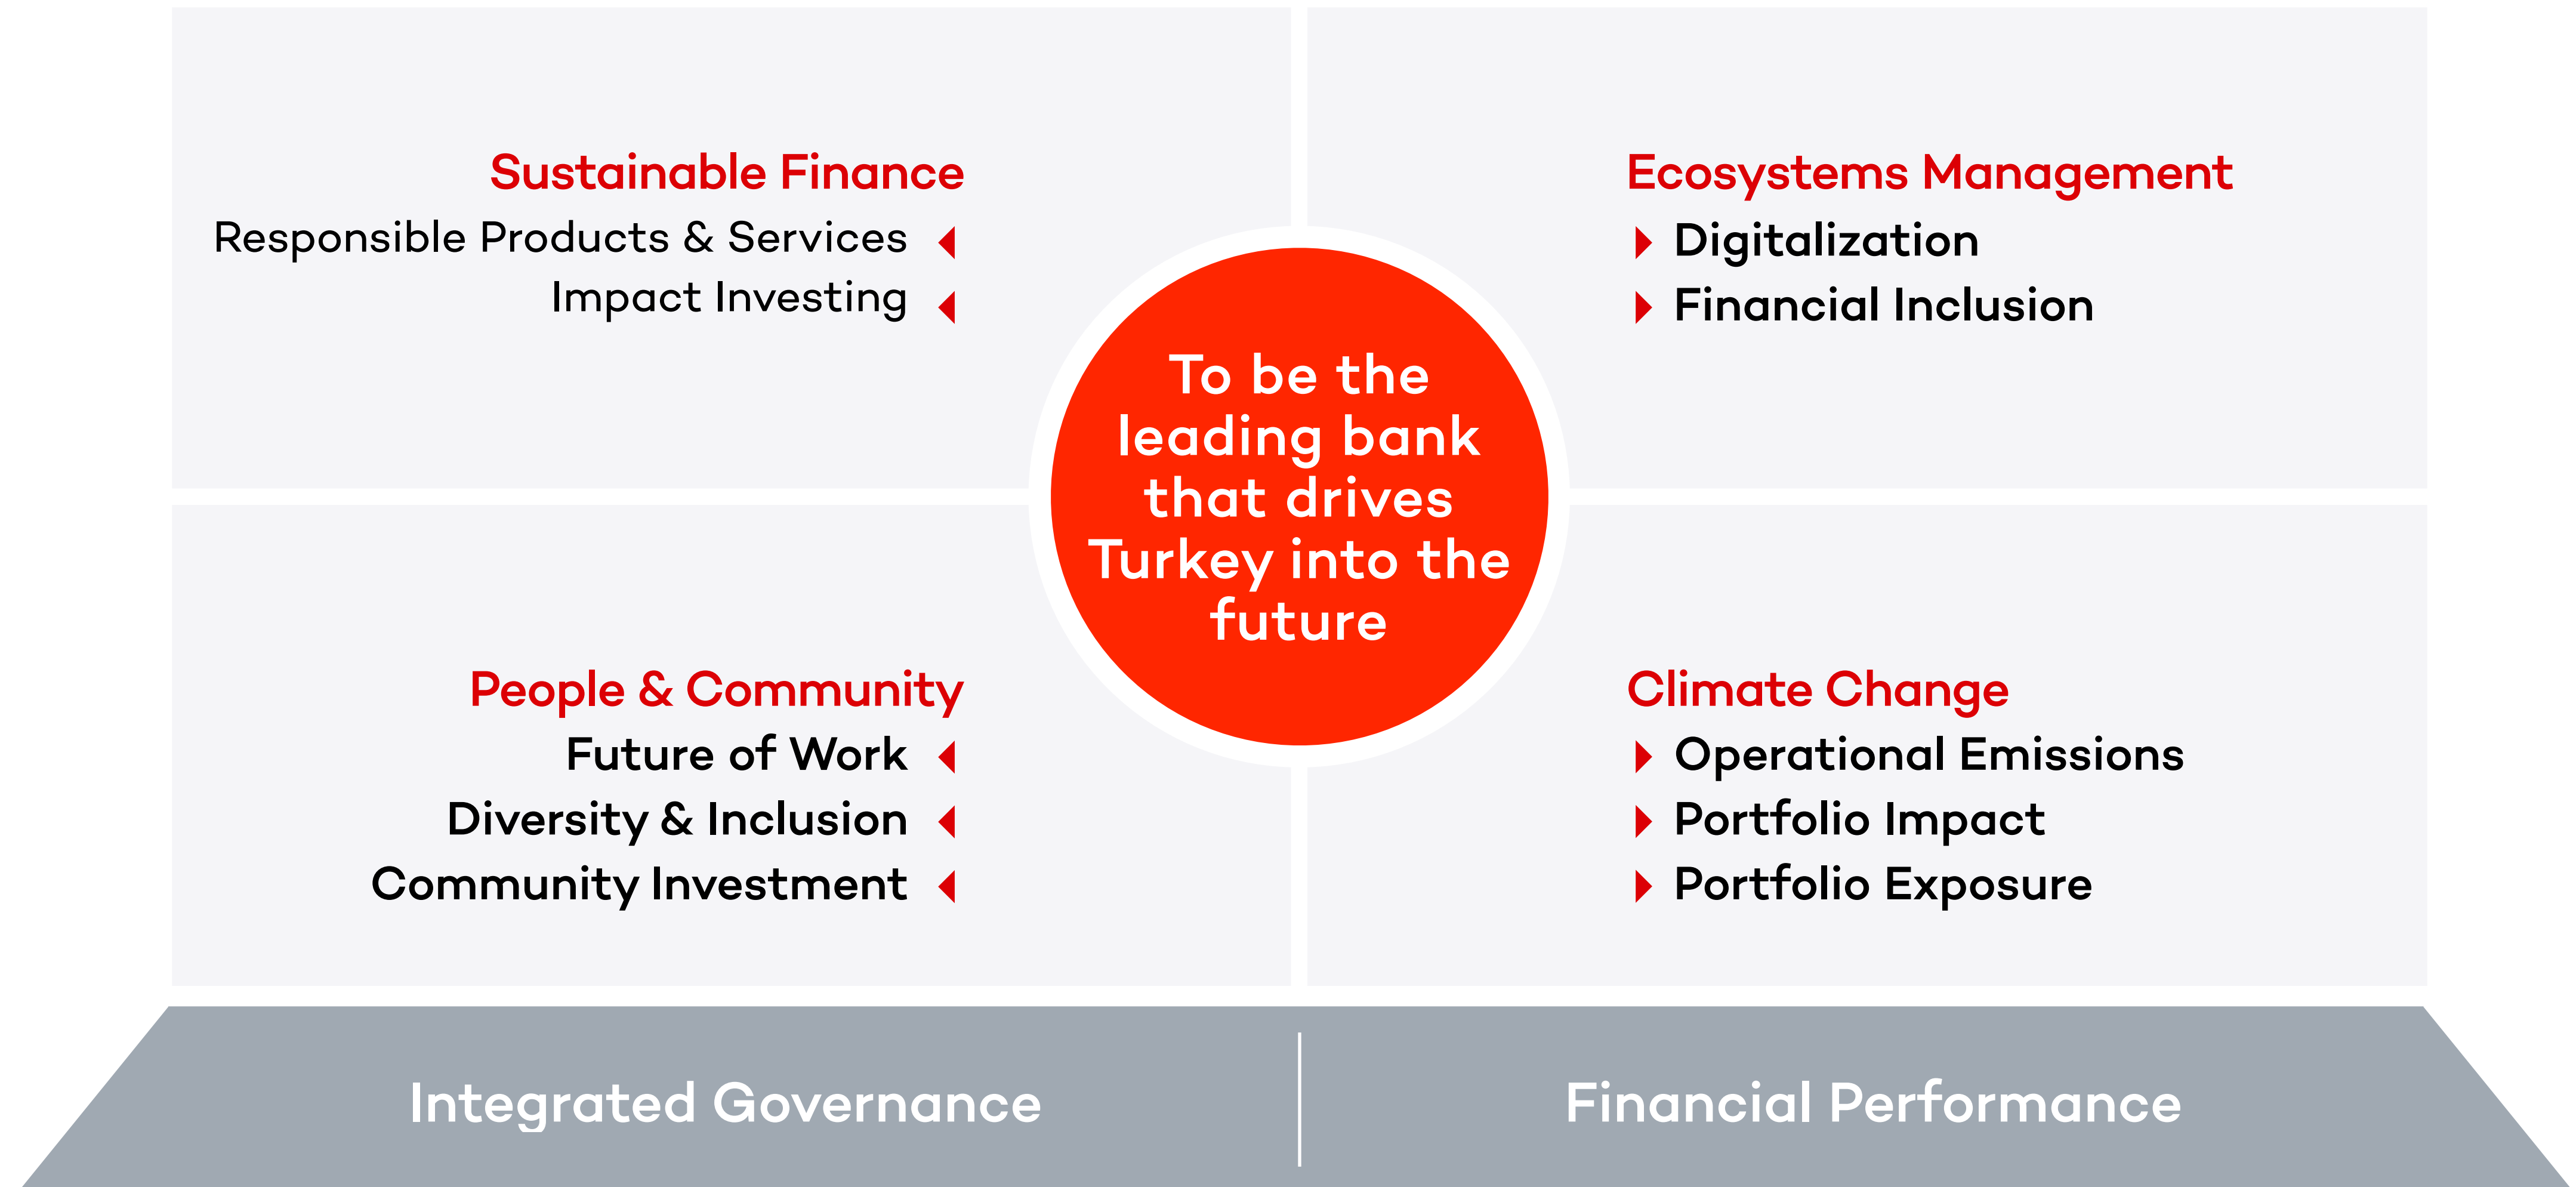 Sustainable Finance
Responsible Products & Services
Impact Investing
Ecosystems Management
Digitalization
Financial Inclusion
To be the
leading bank
that drives
Turkey into the
future
People & Community
Future of Work
Diversity & Inclusion
Community Investment
Climate Change
Operational Emissions
Portfolio Impact
Portfolio Exposure
Integrated Governance
Financial Performance